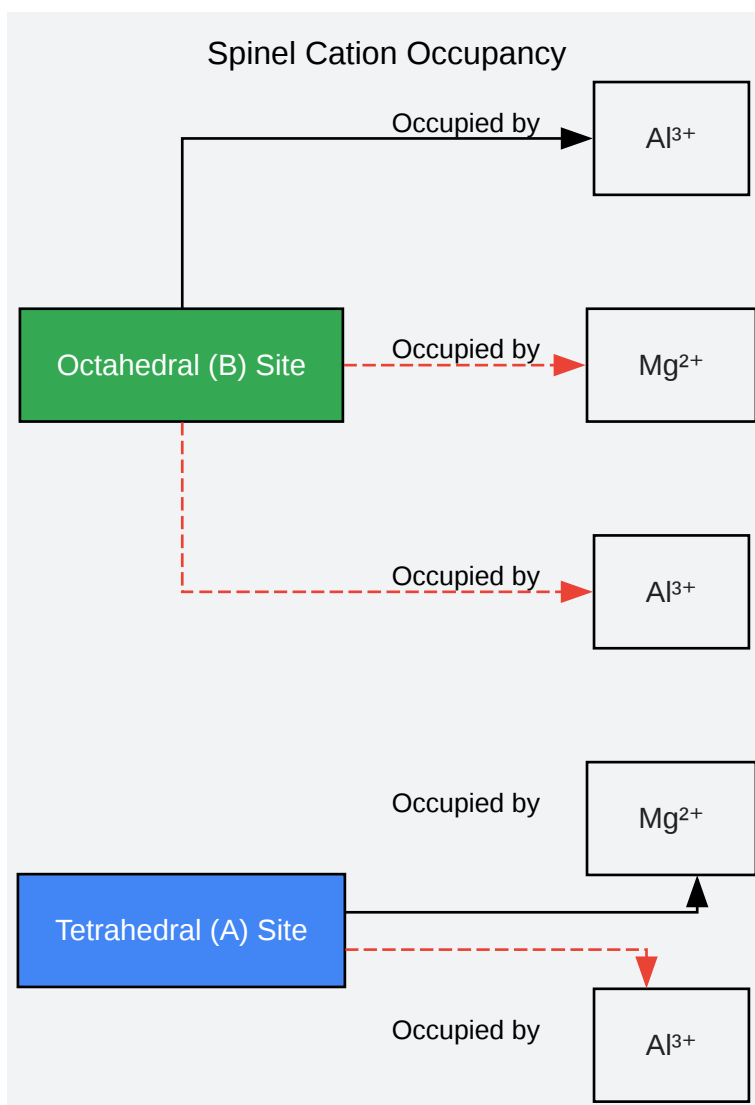 Spinel Cation Occupancy
Occupied by
Al³⁺
Octahedral (B) Site
Occupied by
Mg²⁺
Occupied by
Al³⁺
Occupied by
Mg²⁺
Tetrahedral (A) Site
Occupied by
Al³⁺